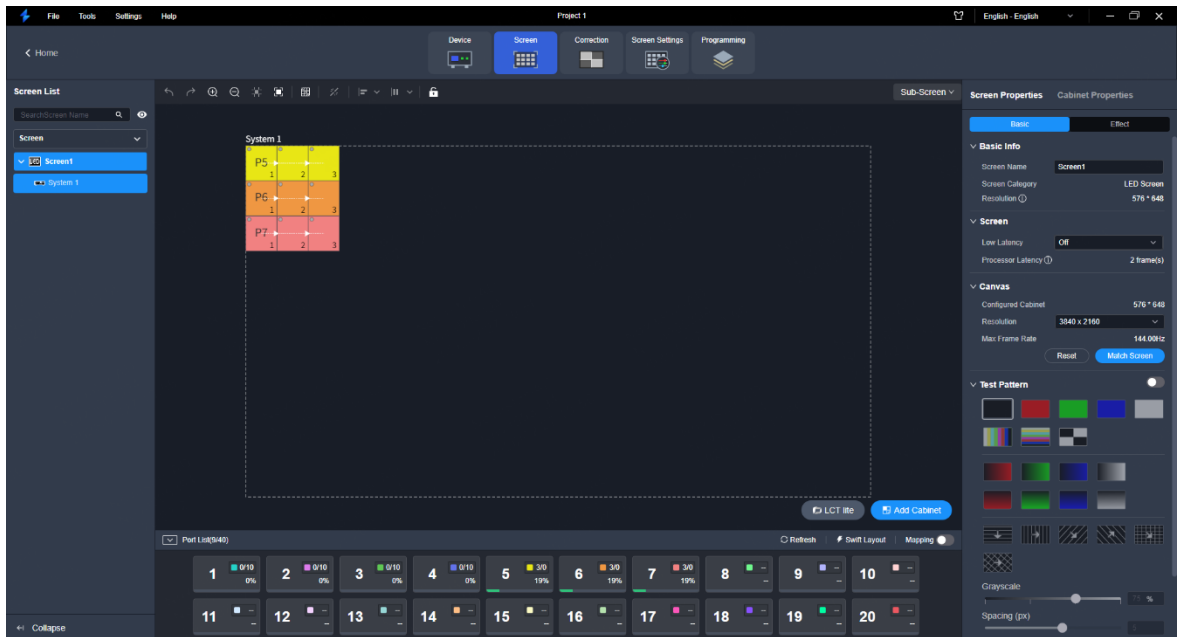 File Tools Settings Help Project 1 English - English
Home
Device Screen Correction Screen Settings Programming
Screen List
SearchScreen Name
Screen
Screen1
System 1
Sub-Screen
System 1
P5 1 2 3
P6 1 2 3
P7 1 2 3
LCT lite Add Cabinet
Port List(9/40) Refresh Swift Layout Mapping
1 0/10 0% 2 0/10 0% 3 0/10 0% 4 0/10 0% 5 3/0 19% 6 3/0 19% 7 3/0 19% 8 -- -- 9 -- -- 10 -- --
11 -- -- 12 -- -- 13 -- -- 14 -- -- 15 -- -- 16 -- -- 17 -- -- 18 -- -- 19 -- -- 20 -- --
Collapse
Screen Properties Cabinet Properties
Basic Effect
Basic Info
Screen Name Screen1
Screen Category LED Screen
Resolution 576 * 648
Screen
Low Latency Off
Processor Latency 2 frame(s)
Canvas
Configured Cabinet 576 * 648
Resolution 3840 x 2160
Max Frame Rate 144.00Hz
Reset Match Screen
Test Pattern
Grayscale
%
Spacing (px)